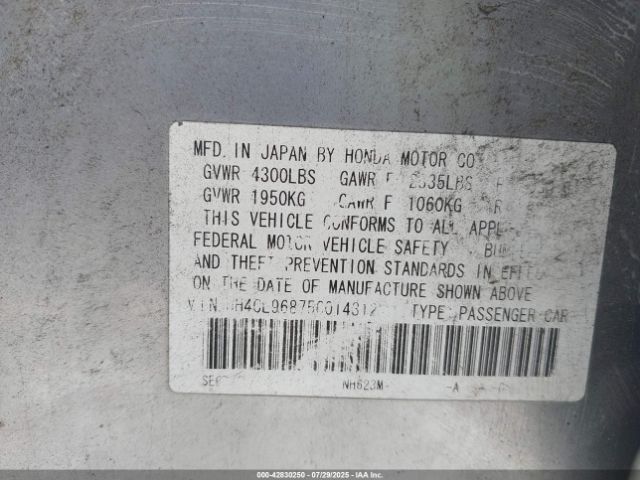 MFD. IN JAPAN BY HONDA MOTOR CO
GVWR 4300LBS GAWR F
GVWR 1950KG GAWR F 1060KG
THIS VEHICLE CONFORMS TO ALL
FEDERAL MOTOR VEHICLE SAFETY
AND THEFT PREVENTION STANDARDS IN
ON THE DATE OF MANUFACTURE SHOWN ABOVE
VIN TYPE: PASSENGER CAR
NH623M -A
000-42830250 | 07/29/2025 | IAA Inc.